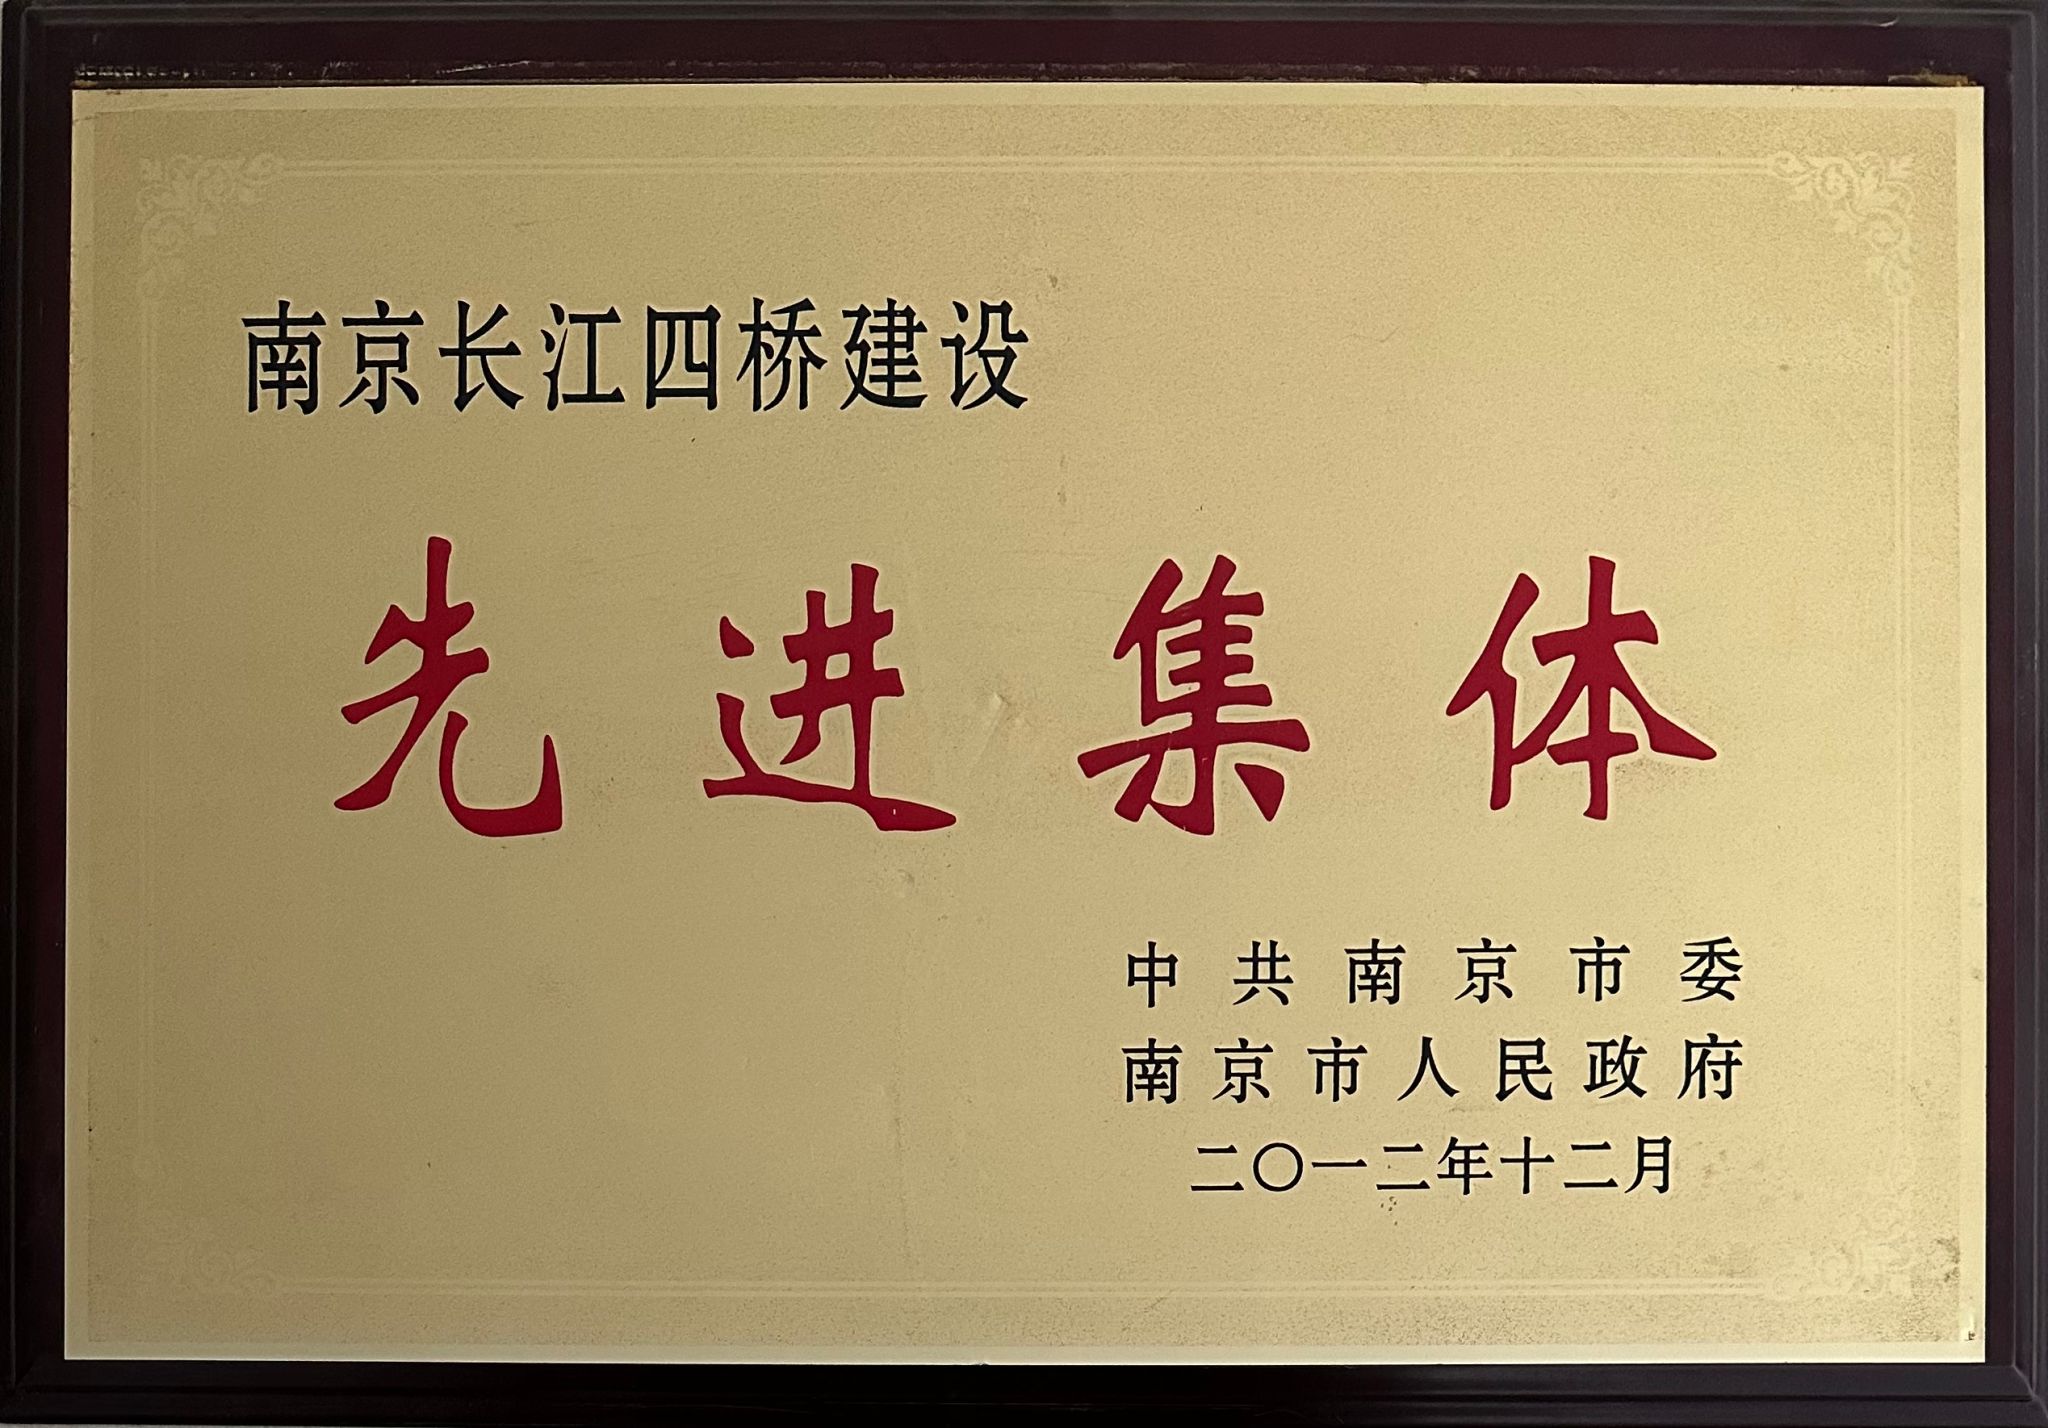 南京长江四桥建设
先进集体
中共南京市委
南京市人民政府
二〇一二年十二月